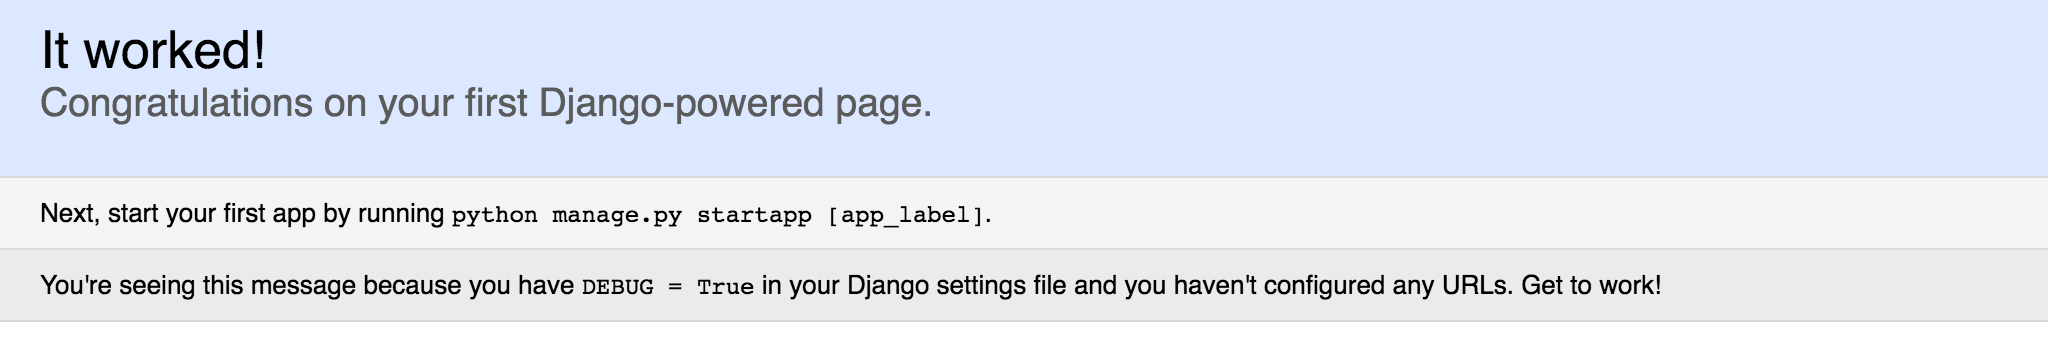 It worked!
Congratulations on your first Django-powered page.
Next, start your first app by running python manage.py startapp [app_label].
You're seeing this message because you have DEBUG = True in your Django settings file and you haven't configured any URLs. Get to work!